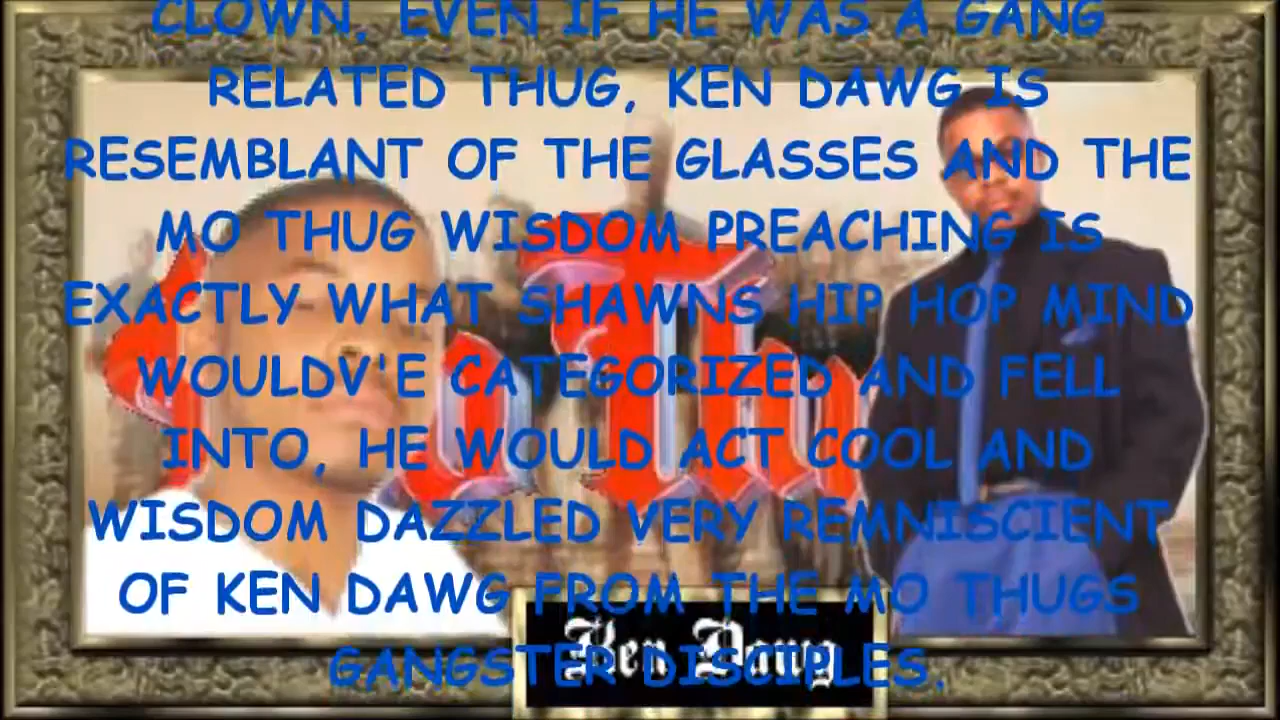 CLOWN. EVEN IF HE WAS A GANG
RELATED THUG, KEN DAWG IS
RESEMBLANT OF THE GLASSES AND THE
MO THUG WISDOM PREACHING IS
EXACTLY WHAT SHAWNS HIP HOP MIND
WOULDV'E CATEGORIZED AND FELL
INTO, HE WOULD ACT COOL AND
WISDOM DAZZLED VERY REMNISCIENT
OF KEN DAWG FROM THE MO THUGS
GANGSTER DISCIPLES.
Ken Dawg